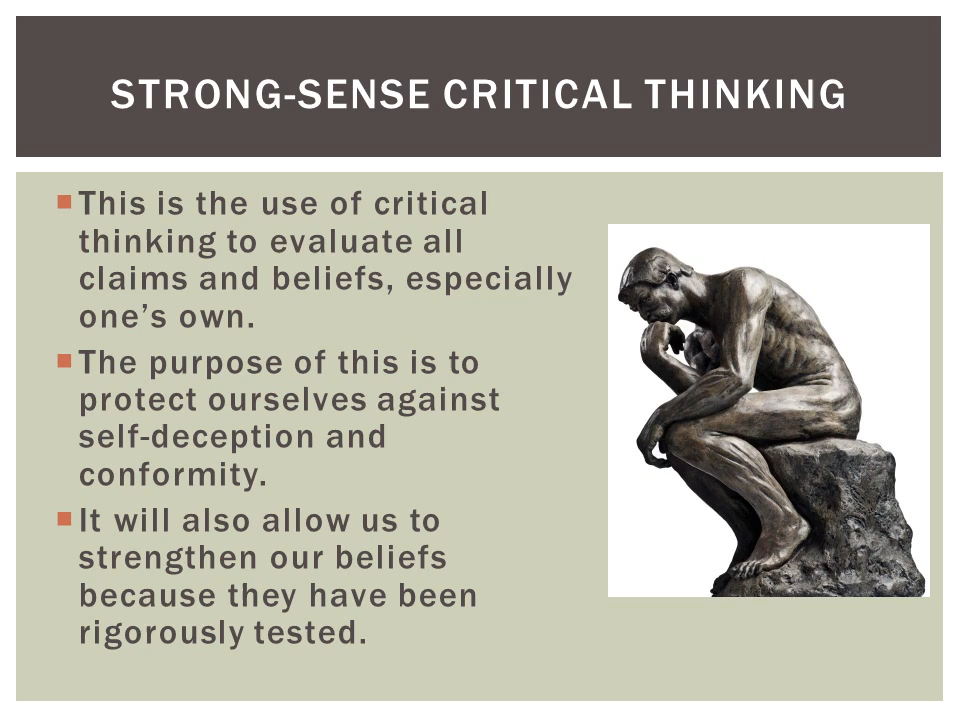 STRONG-SENSE CRITICAL THINKING
This is the use of critical
thinking to evaluate all
claims and beliefs, especially
one’s own.
The purpose of this is to
protect ourselves against
self-deception and
conformity.
It will also allow us to
strengthen our beliefs
because they have been
rigorously tested.